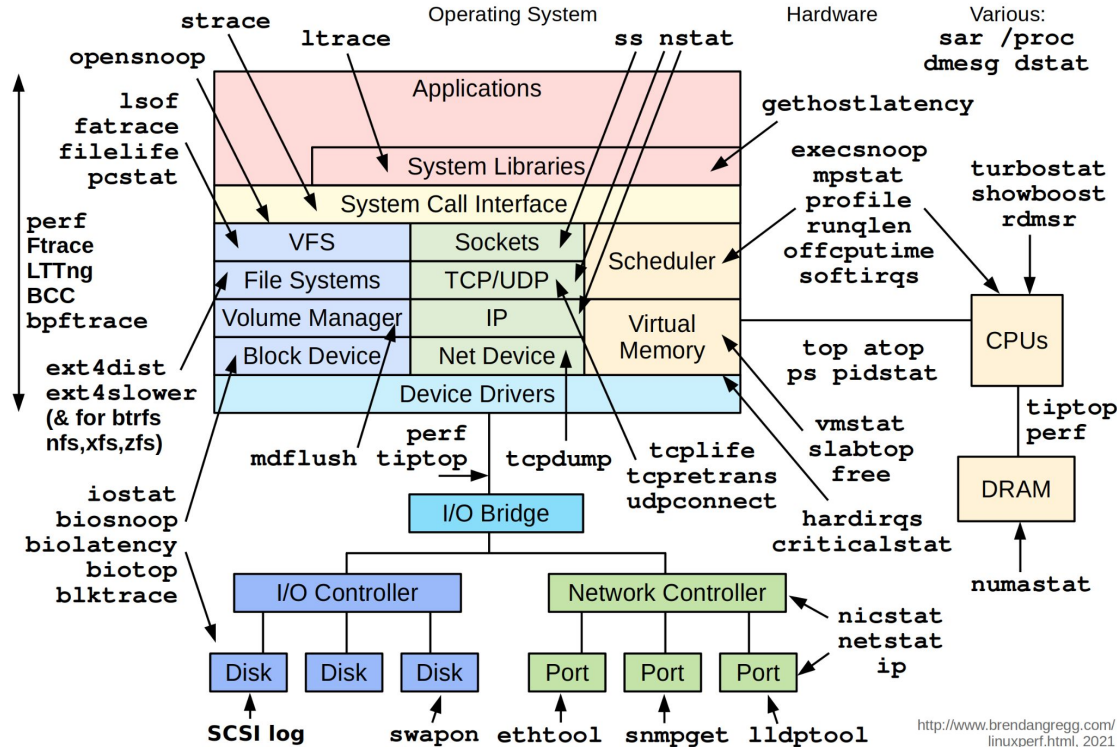 Operating System
Hardware
Various:
sar /proc
dmesg dstat
strace
ltrace
ss nstat
opensnoop
lsof
fatrace
filelife
pcstat
perf
Ftrace
LTTng
BCC
bpftrace
ext4dist
ext4slower
(& for btrfs
nfs,xfs,zfs)
iostat
biosnoop
biolatency
biotop
blktrace
Applications
System Libraries
System Call Interface
VFS
Sockets
Scheduler
File Systems
TCP/UDP
Volume Manager
IP
Virtual
Memory
Block Device
Net Device
Device Drivers
gethostlatency
execsnoop
mpstat
profile
runqlen
offcputime
softirqs
turbostat
showboost
rdmsr
CPUs
top atop
ps pidstat
tiptop
perf
DRAM
numastat
vmstat
slabtop
free
hardirqs
criticalstat
mdflush
perf
tiptop
tcpdump
tcplife
tcpretrans
udpconnect
I/O Bridge
I/O Controller
Network Controller
nicstat
netstat
ip
Disk
Disk
Disk
Port
Port
Port
SCSI log
swapon
ethtool
snmpget
lldptool
http://www.brendangregg.com/
linuxperf.html, 2021